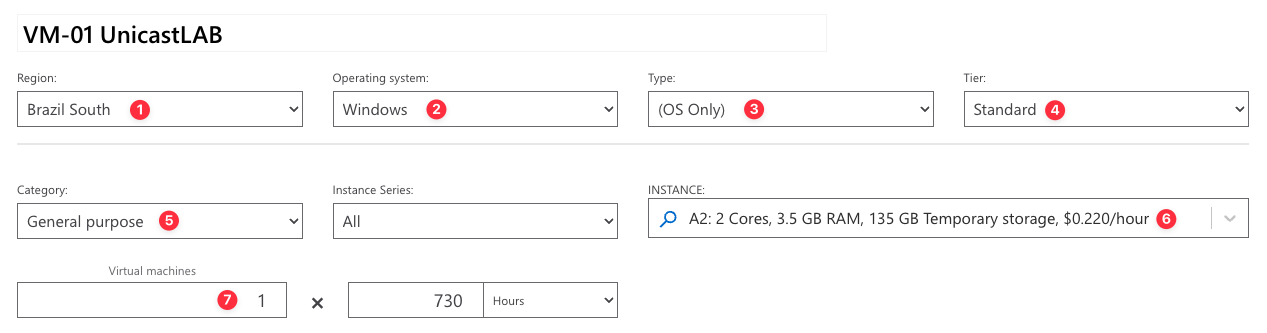 VM-01 UnicastLAB
Region: Operating system: Type: Tier:
Brazil South 1 Windows 2 (OS Only) 3 Standard 4
Category: Instance Series: INSTANCE:
General purpose 5 All A2: 2 Cores, 3.5 GB RAM, 135 GB Temporary storage, $0.220/hour 6
Virtual machines
7 1 × 730 Hours